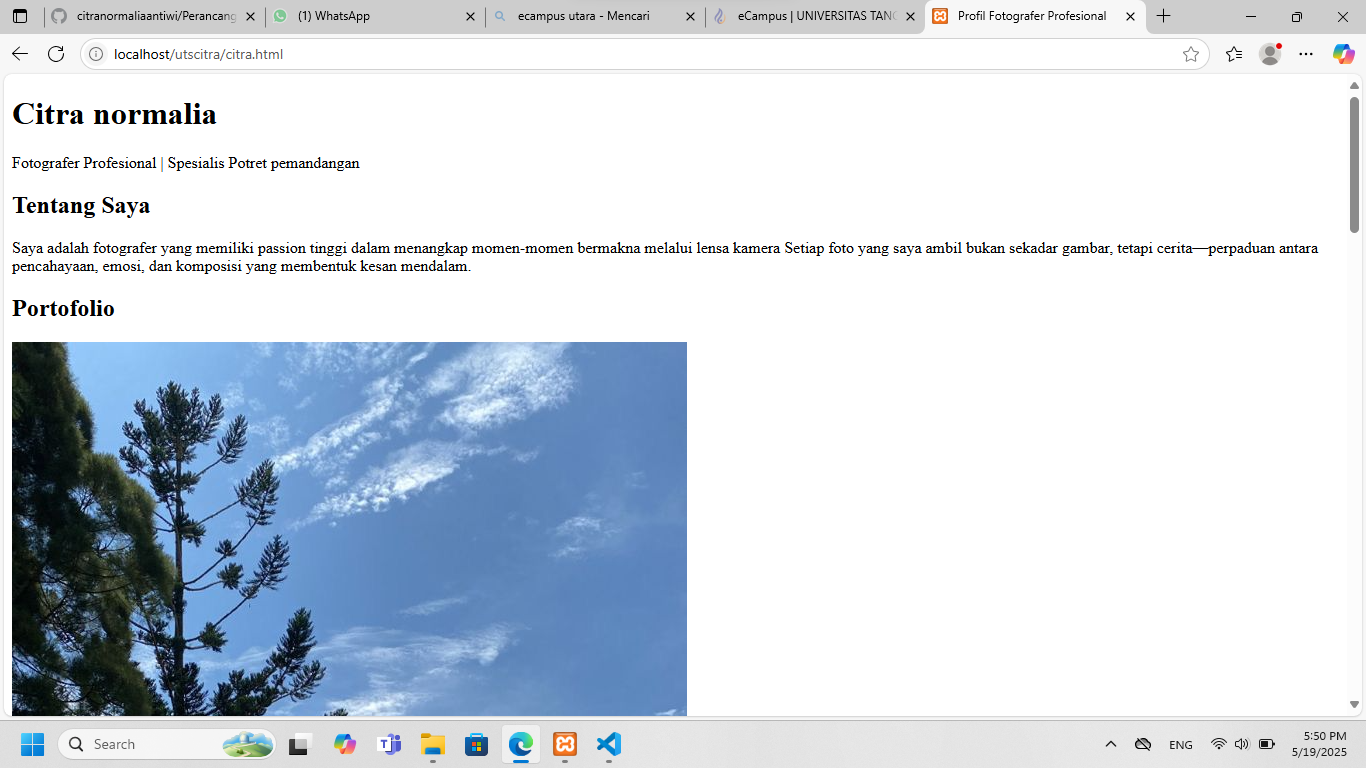 citranormaliaantiwi/Perancang
(1) WhatsApp
ecampus utara - Mencari
eCampus | UNIVERSITAS TANG
Profil Fotografer Profesional
localhost/utscitra/citra.html
Citra normalia
Fotografer Profesional | Spesialis Potret pemandangan
Tentang Saya
Saya adalah fotografer yang memiliki passion tinggi dalam menangkap momen-momen bermakna melalui lensa kamera Setiap foto yang saya ambil bukan sekadar gambar, tetapi cerita—perpaduan antara
pencahayaan, emosi, dan komposisi yang membentuk kesan mendalam.
Portofolio
Search
ENG
5:50 PM
5/19/2025